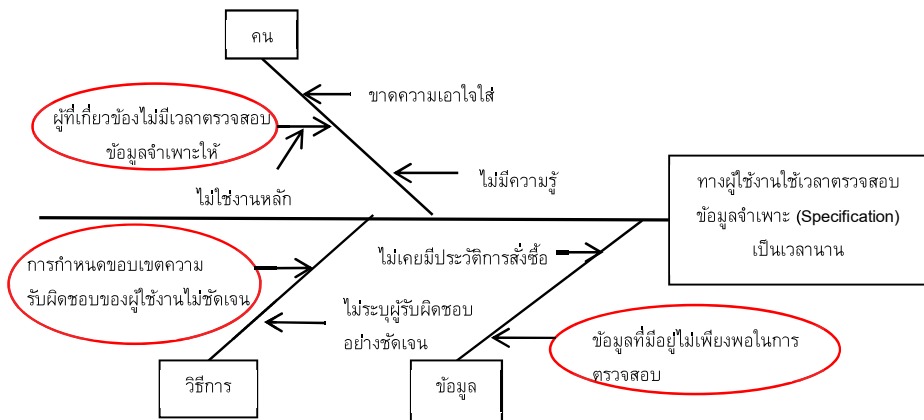 คน
ขาดความเอาใจใส่
ผู้ที่เกี่ยวข้องไม่มีเวลาตรวจสอบ
ข้อมูลจำเพาะให้
ไม่มีความรู้
ไม่ใช่งานหลัก
ทางผู้ใช้งานใช้เวลาตรวจสอบ
ข้อมูลจำเพาะ (Specification)
เป็นเวลานาน
การกำหนดขอบเขตความ
รับผิดชอบของผู้ใช้งานไม่ชัดเจน
ไม่เคยมีประวัติการสั่งซื้อ
ไม่ระบุผู้รับผิดชอบ
อย่างชัดเจน
ข้อมูลที่มีอยู่ไม่เพียงพอในการ
ตรวจสอบ
วิธีการ
ข้อมูล